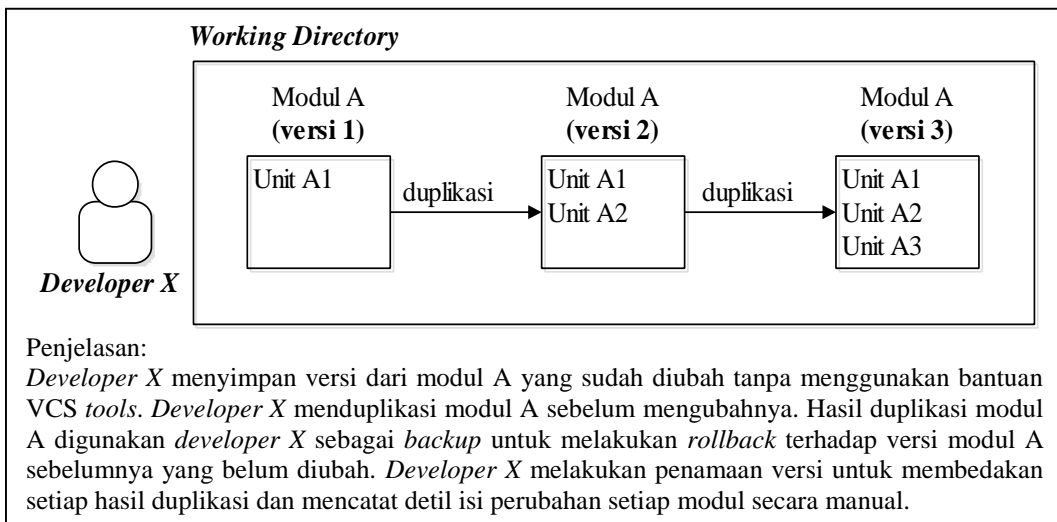 Working Directory
Modul A
(versi 1)
Modul A
(versi 2)
Modul A
(versi 3)
Unit A1
duplikasi
Unit A1
Unit A2
duplikasi
Unit A1
Unit A2
Unit A3
Developer X
Penjelasan:
Developer X menyimpan versi dari modul A yang sudah diubah tanpa menggunakan bantuan
VCS tools. Developer X menduplikasi modul A sebelum mengubahnya. Hasil duplikasi modul
A digunakan developer X sebagai backup untuk melakukan rollback terhadap versi modul A
sebelumnya yang belum diubah. Developer X melakukan penamaan versi untuk membedakan
setiap hasil duplikasi dan mencatat detil isi perubahan setiap modul secara manual.